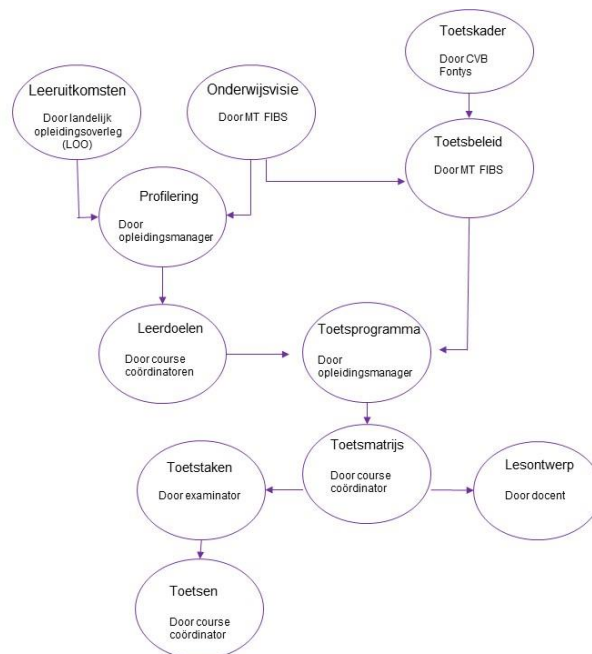 Toetskader
Door CVB
Fontys
Leeruitkomsten
Door landelijk
opleidingsoverleg
(LOO)
Onderwijsvisie
Door MT FIBS
Toetsbeleid
Door MT FIBS
Profilering
Door
opleidingsmanager
Leerdoelen
Door course
coördinatoren
Toetsprogramma
Door
opleidingsmanager
Toetsmatrijs
Door course
coördinator
Toetstaken
Door examinator
Lesontwerp
Door docent
Toetsen
Door course
coördinator